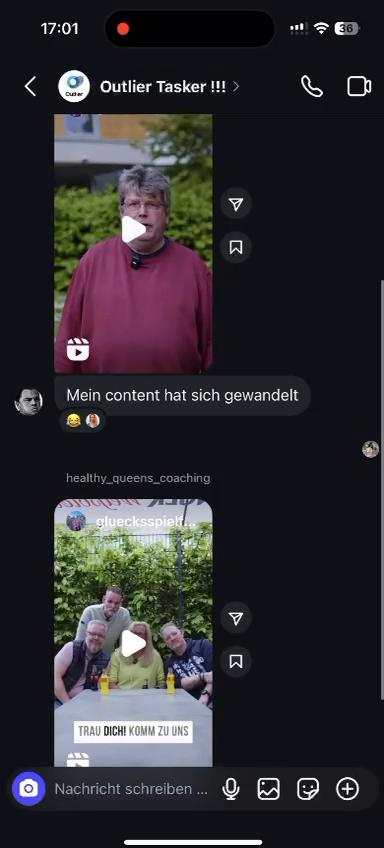 17:01
36
Outlier
Outlier Tasker !!!
Mein content hat sich gewandelt
healthy_queens_coaching
gluecksspielf...
TRAU DICH! KOMM ZU UNS
Nachricht schreiben ...